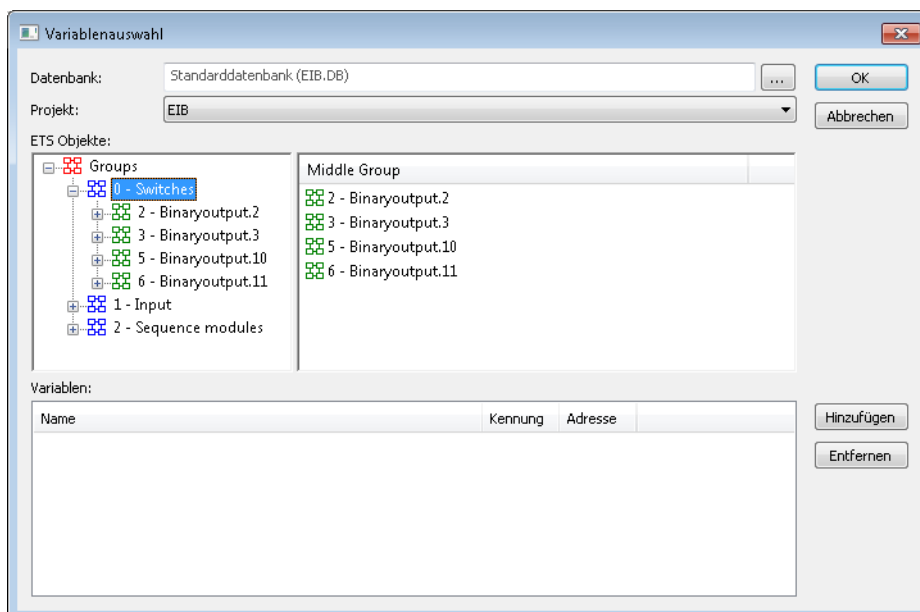 Variablenauswahl
Datenbank: Standarddatenbank (EIB.DB) ... OK
Projekt: EIB Abbrechen
ETS Objekte:
Groups
0 - Switches
2 - Binaryoutput.2
3 - Binaryoutput.3
5 - Binaryoutput.10
6 - Binaryoutput.11
1 - Input
2 - Sequence modules
Middle Group
2 - Binaryoutput.2
3 - Binaryoutput.3
5 - Binaryoutput.10
6 - Binaryoutput.11
Variablen:
Name Kennung Adresse
Hinzufügen
Entfernen